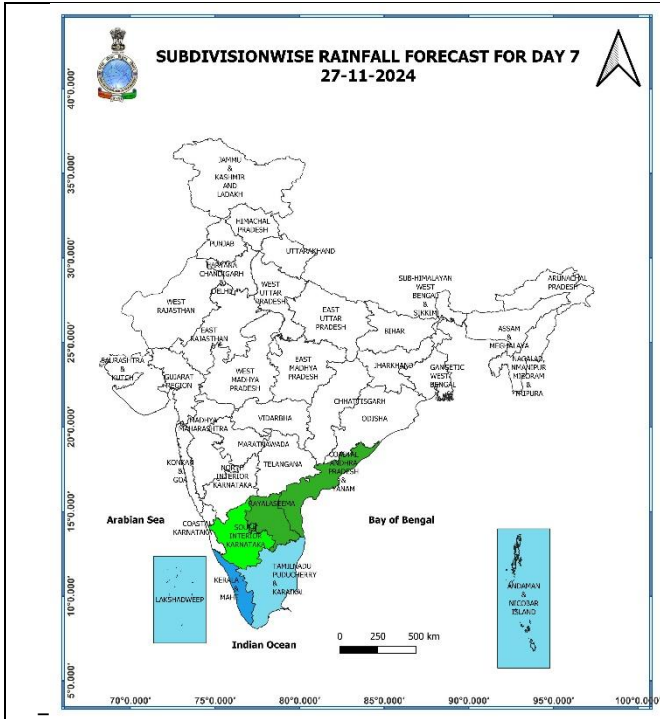 SUBDIVISIONWISE RAINFALL FORECAST FOR DAY 7
27-11-2024
40°0.000'
35°0.000'
30°0.000'
25°0.000'
20°0.000'
15°0.000'
10°0.000'
5°0.000'
JAMMU
&
KASHMIR
AND
LADAKH
HIMACHAL
PRADESH
PUNJAB
UTTARAKHAND
CHANDIGARH
DELHI
WEST
UTTAR
PRADESH
WEST
RAJASTHAN
EAST
RAJASTHAN
EAST
UTTAR
PRADESH
SUB-HIMALAYAN
WEST
BENGAL
&
SIKKIM
ARUNACHAL
PRADESH
ASSAM
&
MEGHALAYA
MIZORAM
&
TRIPURA
BIHAR
SAURASHTRA
&
KUTCH
GUJARAT
REGION
WEST
MADHYA
PRADESH
EAST
MADHYA
PRADESH
JHARKHAND
GANGETIC
WEST
BENGAL
CHHATTISGARH
ODISHA
VIDARBHA
MADHYA
MAHARASHTRA
MARATHWADA
KONKAN
&
GOA
NORTH
INTERIOR
KARNATAKA
TELANGANA
COASTAL
ANDHRA
PRADESH
&
YANAM
RAYALASEEMA
Arabian Sea
Bay of Bengal
COASTAL
KARNATAKA
SOUTH
INTERIOR
KARNATAKA
TAMILNADU
PUDUCHERRY
&
KARAIKAL
KERALA
&
MAHE
LAKSHADWEEP
ANDAMAN
&
NICOBAR
ISLAND
Indian Ocean
0 250 500 km
70°0.000' 75°0.000' 80°0.000' 85°0.000' 90°0.000' 95°0.000' 100°0.000'